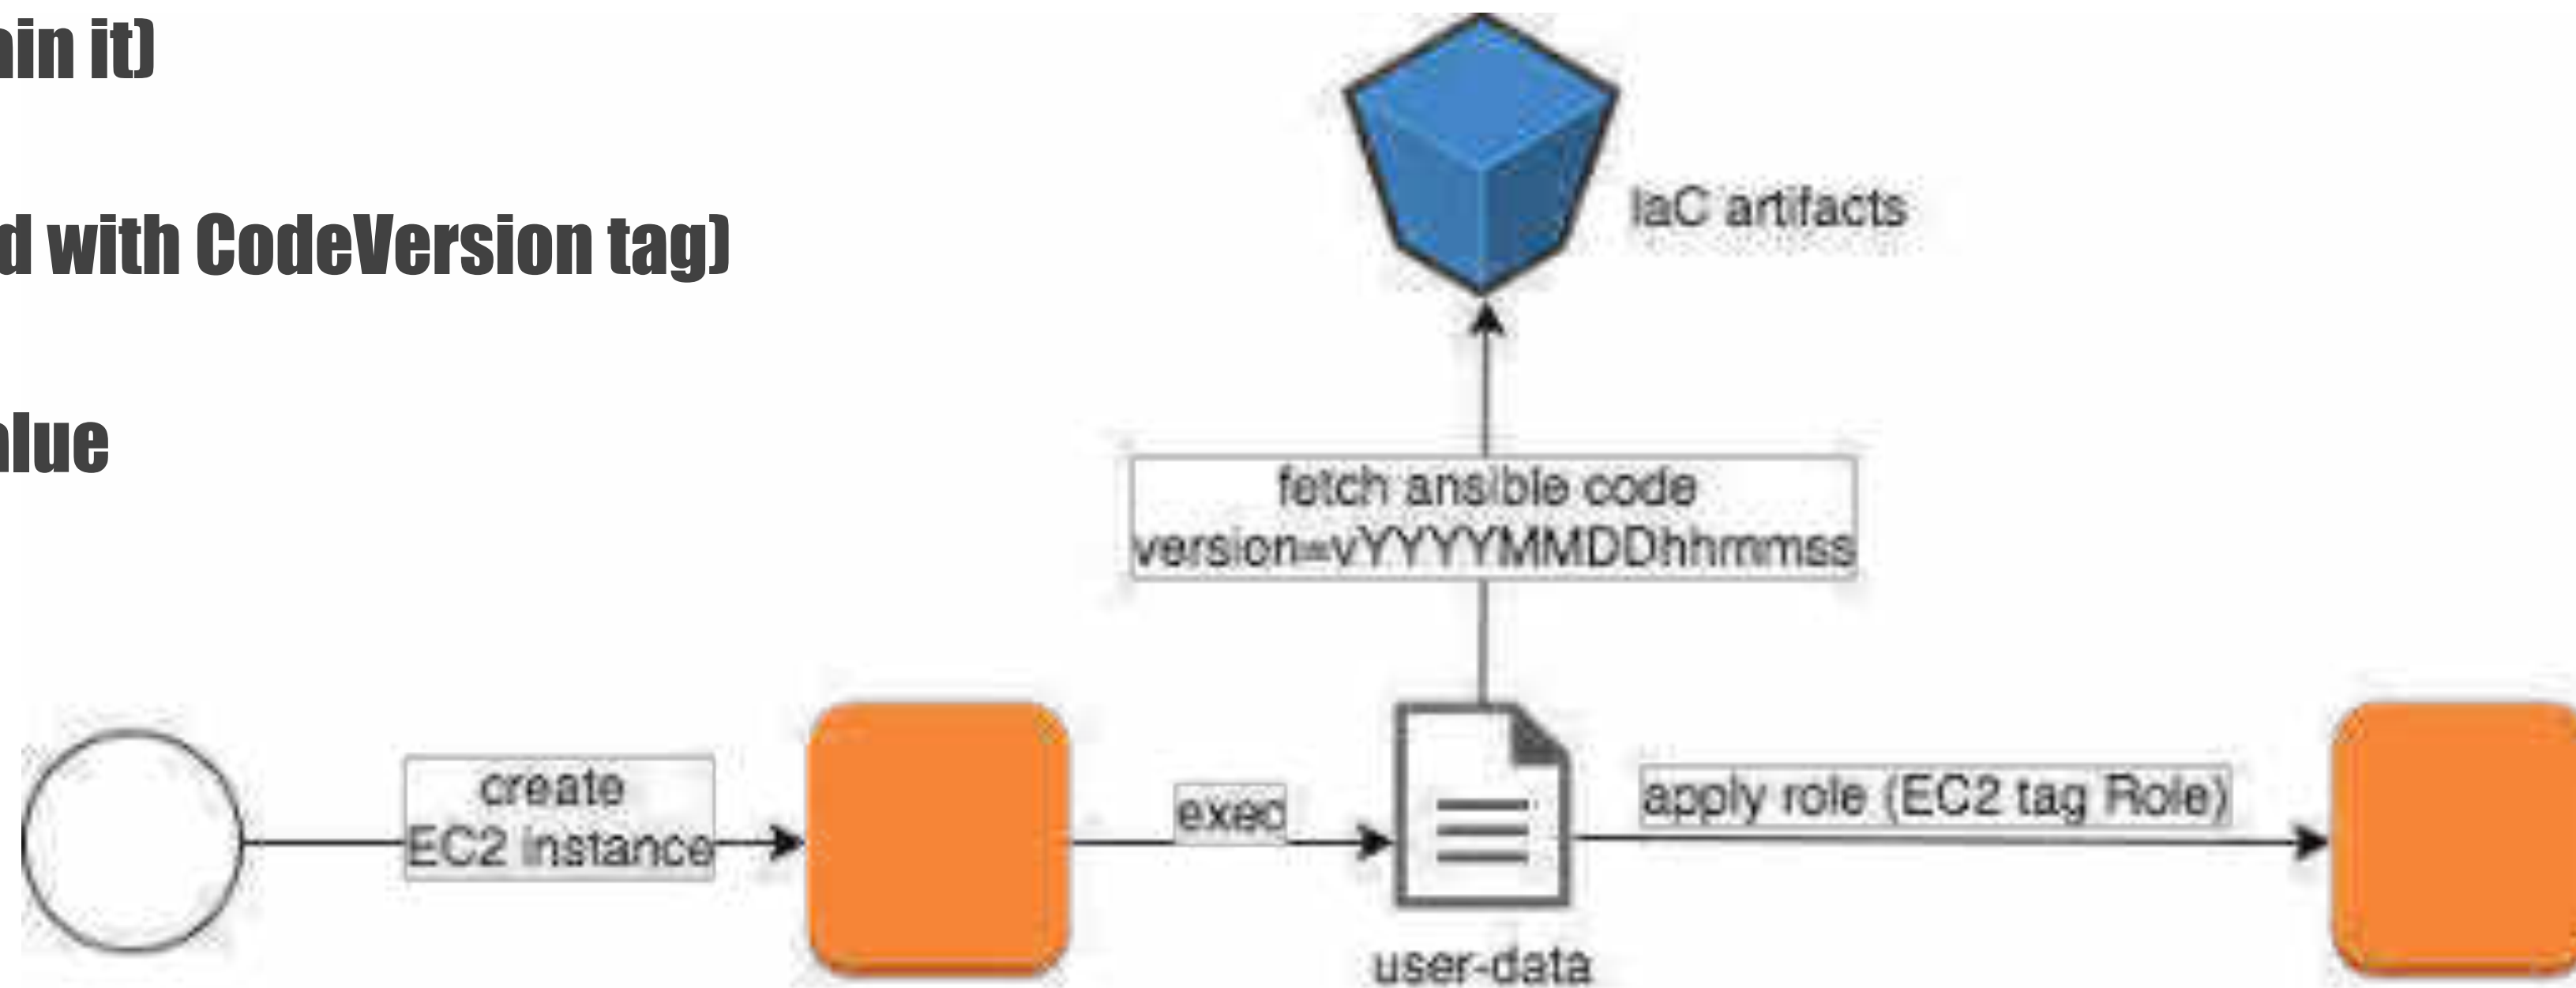 ain it)
d with CodeVersion tag)
alue
IaC artifacts
fetch ansible code
version=vYYYYMMDDhhmmss
create
EC2 instance
exec
apply role (EC2 tag Role)
user-data